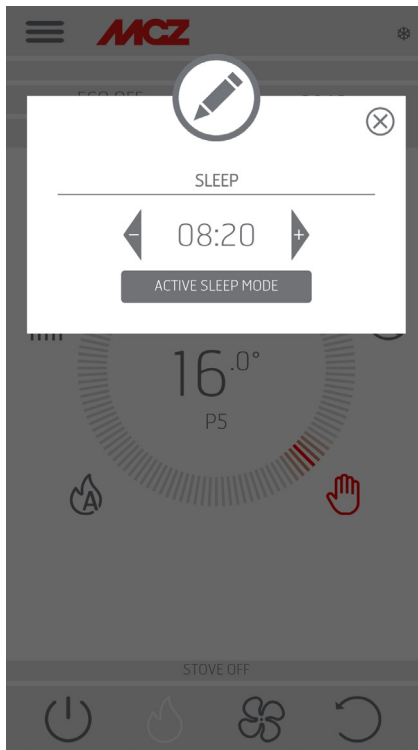 MCZ
SLEEP
- 08:20 +
ACTIVE SLEEP MODE
16.0°
P5
A
STOVE OFF